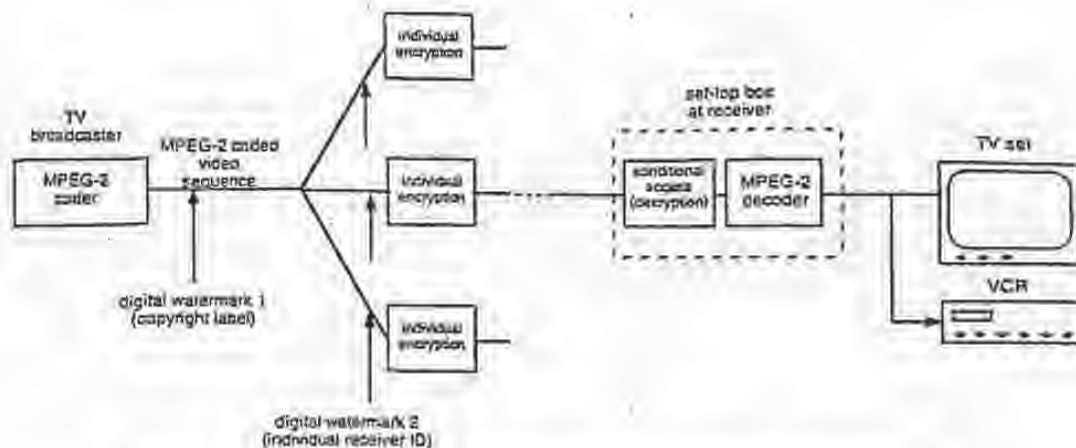 individual
encryption
TV
broadcaster
MPEG-2 coder
MPEG-2 coded
video
sequence
individual
encryption
individual
encryption
digital watermark 1
(copyright label)
digital watermark 2
(individual receiver ID)
set-top box
at receiver
conditional
access
(decryption)
MPEG-2
decoder
TV set
VCR